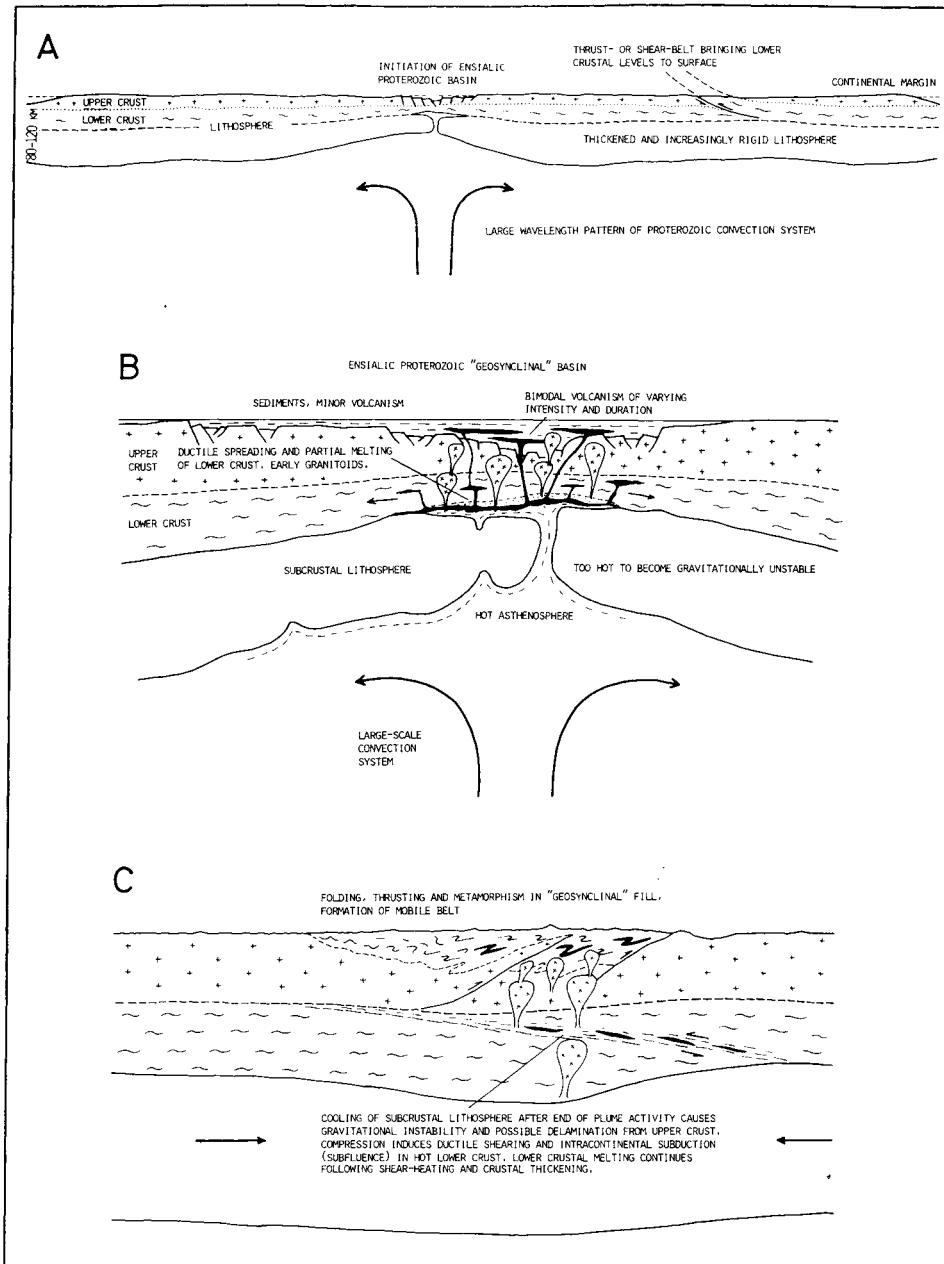 A
INITIATION OF ENSIALIC
PROTEROZOIC BASIN
THRUST- OR SHEAR-BELT BRINGING LOWER
CRUSTAL LEVELS TO SURFACE
CONTINENTAL MARGIN
UPPER CRUST
LOWER CRUST
LITHOSPHERE
80-120 KM
THICKENED AND INCREASINGLY RIGID LITHOSPHERE
LARGE WAVELENGTH PATTERN OF PROTEROZOIC CONVECTION SYSTEM
B
ENSIALIC PROTEROZOIC "GEOSYNCLINAL" BASIN
SEDIMENTS, MINOR VOLCANISM
BIMODAL VOLCANISM OF VARYING
INTENSITY AND DURATION
UPPER
CRUST
DUCTILE SPREADING AND PARTIAL MELTING
OF LOWER CRUST. EARLY GRANITOIDS.
LOWER CRUST
SUBCRUSTAL LITHOSPHERE
TOO HOT TO BECOME GRAVITATIONALLY UNSTABLE
HOT ASTHENOSPHERE
LARGE-SCALE
CONVECTION
SYSTEM
C
FOLDING, THRUSTING AND METAMORPHISM IN "GEOSYNCLINAL" FILL,
FORMATION OF MOBILE BELT
COOLING OF SUBCRUSTAL LITHOSPHERE AFTER END OF PLUME ACTIVITY CAUSES
GRAVITATIONAL INSTABILITY AND POSSIBLE DELAMINATION FROM UPPER CRUST.
COMPRESSION INDUCES DUCTILE SHEARING AND INTRACONTINENTAL SUBDUCTION
(SUBFLUENCE) IN HOT LOWER CRUST. LOWER CRUSTAL MELTING CONTINUES
FOLLOWING SHEAR-HEATING AND CRUSTAL THICKENING.